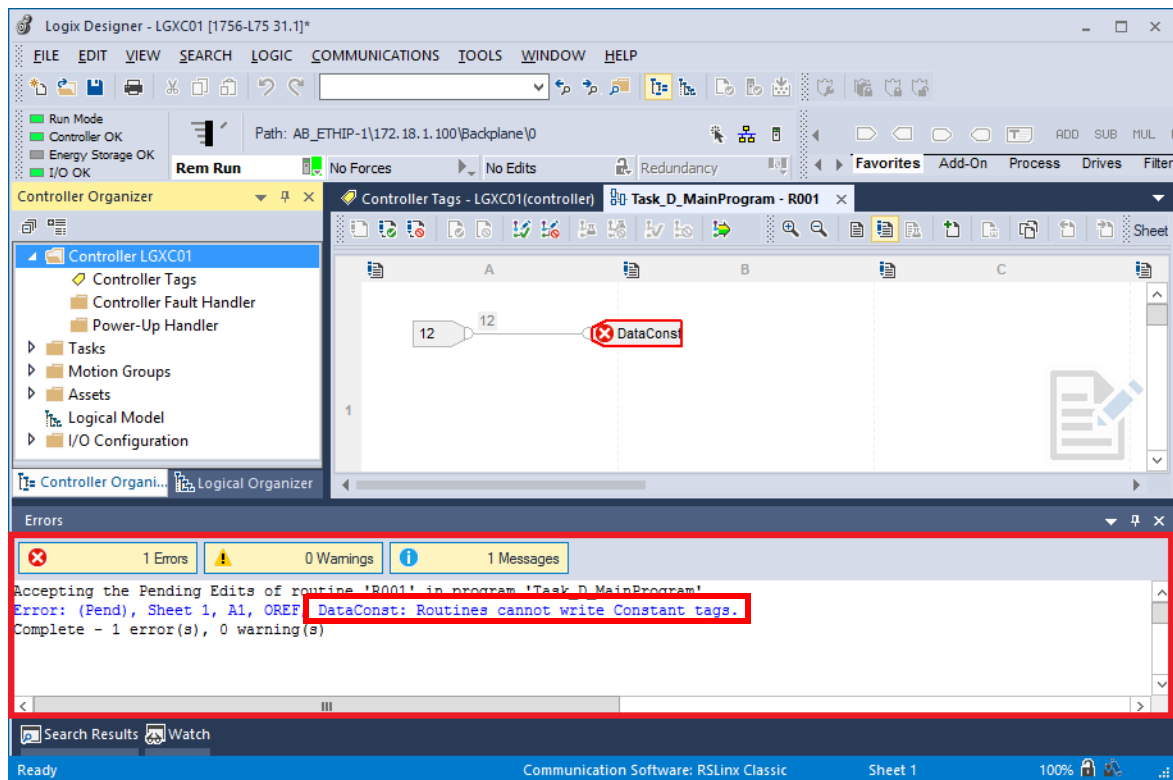 Logix Designer - LGXC01 [1756-L75 31.1]*
FILE EDIT VIEW SEARCH LOGIC COMMUNICATIONS TOOLS WINDOW HELP
Run Mode
Controller OK
Energy Storage OK
I/O OK
Path: AB_ETHIP-1\172.18.1.100\Backplane\0
ADD SUB MUL
Rem Run
No Forces
No Edits
Redundancy
Favorites Add-On Process Drives Filter
Controller Organizer
Controller Tags - LGXC01(controller)
Task_D_MainProgram - R001
Sheet
Controller LGXC01
Controller Tags
Controller Fault Handler
Power-Up Handler
Tasks
Motion Groups
Assets
Logical Model
I/O Configuration
A B C
12
12
DataConst
1
Controller Organi... Logical Organizer
Errors
1 Errors 0 Warnings 1 Messages
Accepting the Pending Edits of routine 'R001' in program 'Task_D_MainProgram'
Error: (Pend), Sheet 1, A1, OREF, DataConst: Routines cannot write Constant tags.
Complete - 1 error(s), 0 warning(s)
Search Results Watch
Ready Communication Software: RSLinx Classic Sheet 1 100%